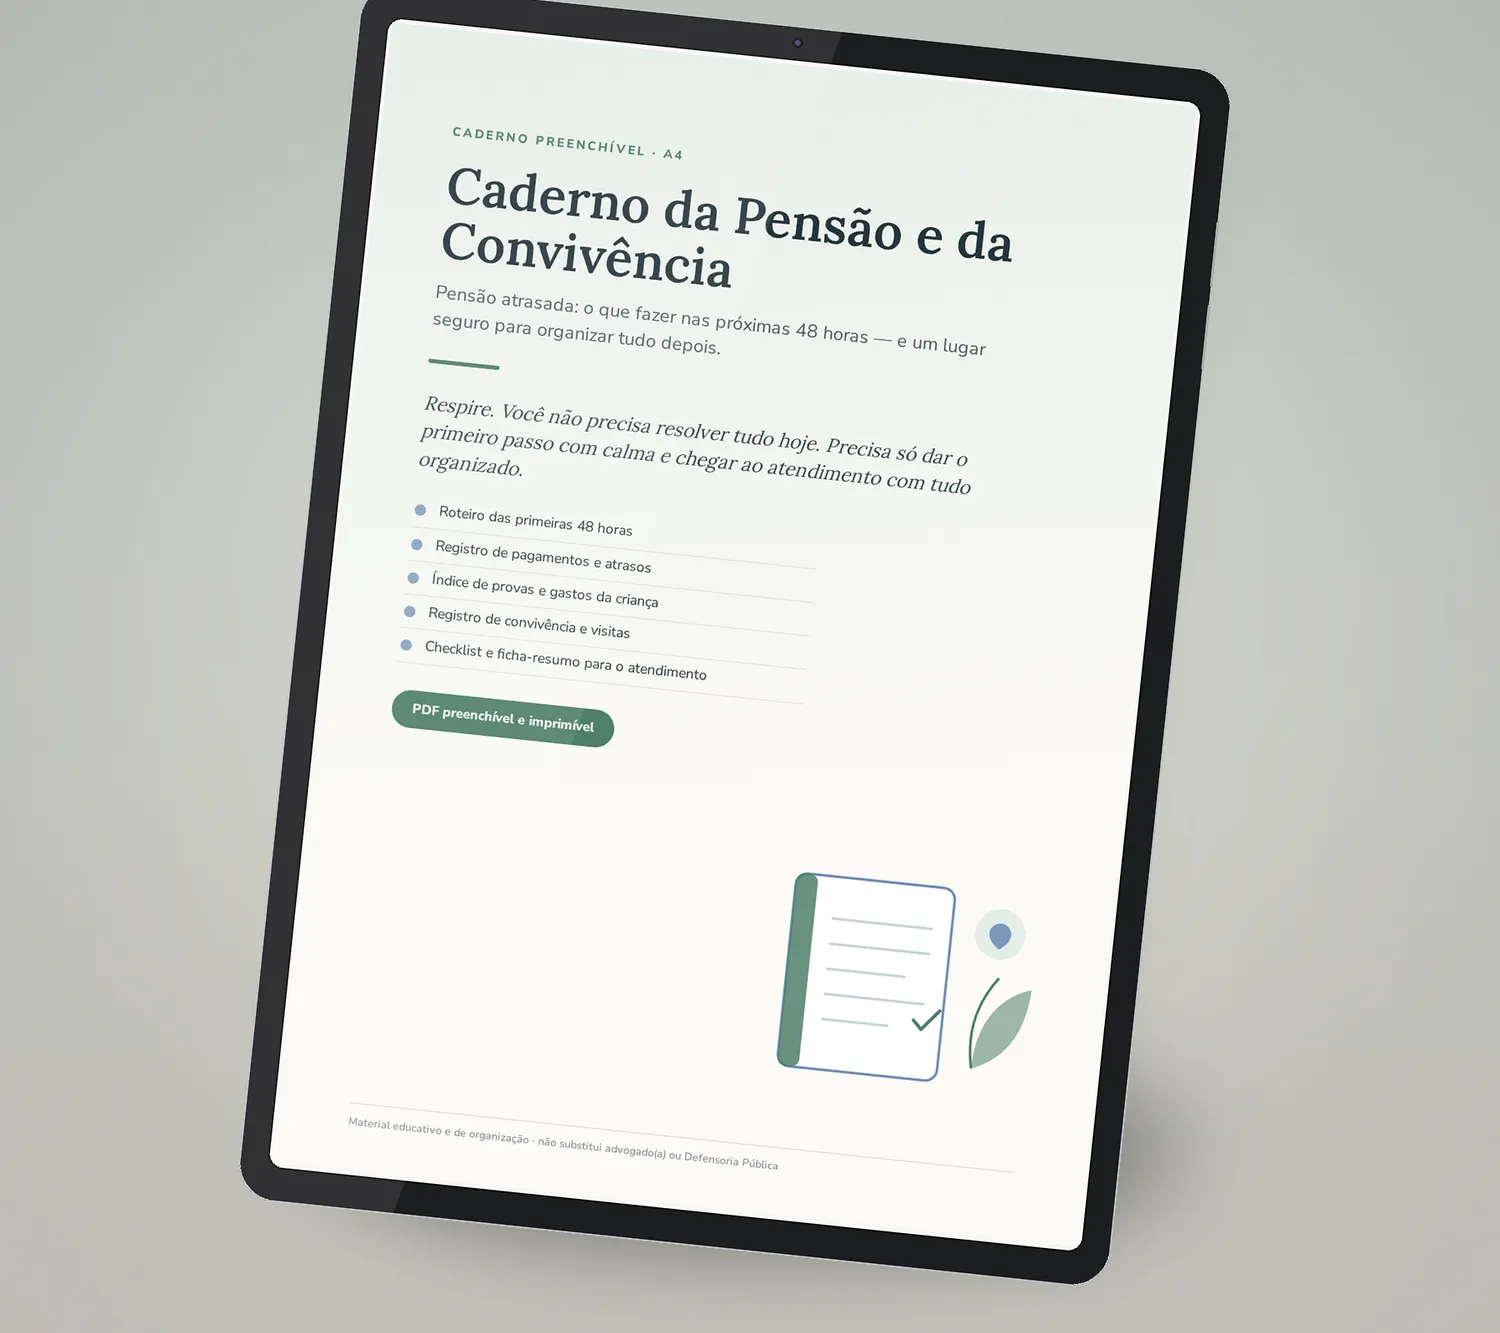 CADERNO PREENCHÍVEL · A4
Caderno da Pensão e da
Convivência
Pensão atrasada: o que fazer nas próximas 48 horas — e um lugar
seguro para organizar tudo depois.
Respire. Você não precisa resolver tudo hoje. Precisa só dar o
primeiro passo com calma e chegar ao atendimento com tudo
organizado.
Roteiro das primeiras 48 horas
Registro de pagamentos e atrasos
Índice de provas e gastos da criança
Registro de convivência e visitas
Checklist e ficha-resumo para o atendimento
PDF preenchível e imprimível
Material educativo e de organização · não substitui advogado(a) ou Defensoria Pública